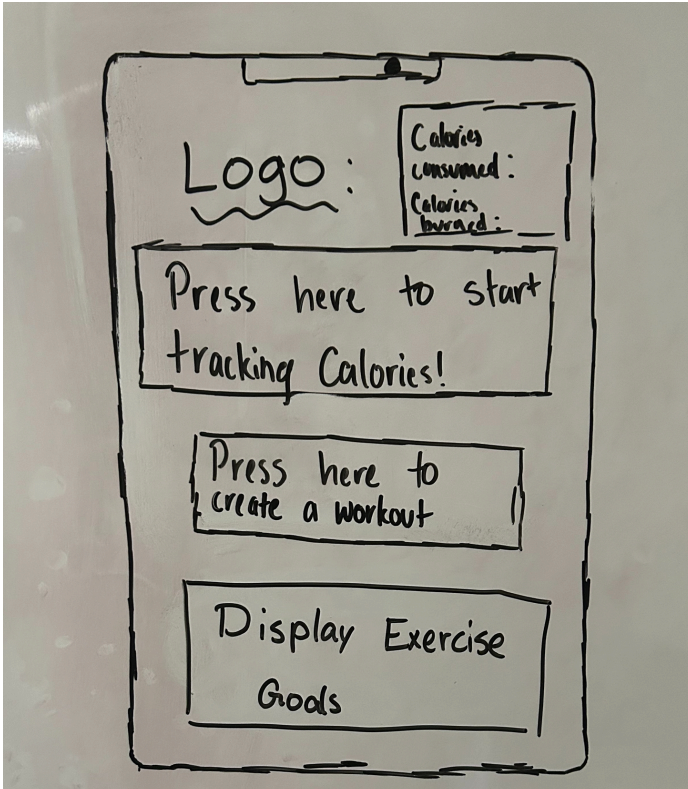 Logo:
Calories
consumed:
Calories
burned:
Press here to start
tracking Calories!
Press here to
create a workout
Display Exercise
Goals